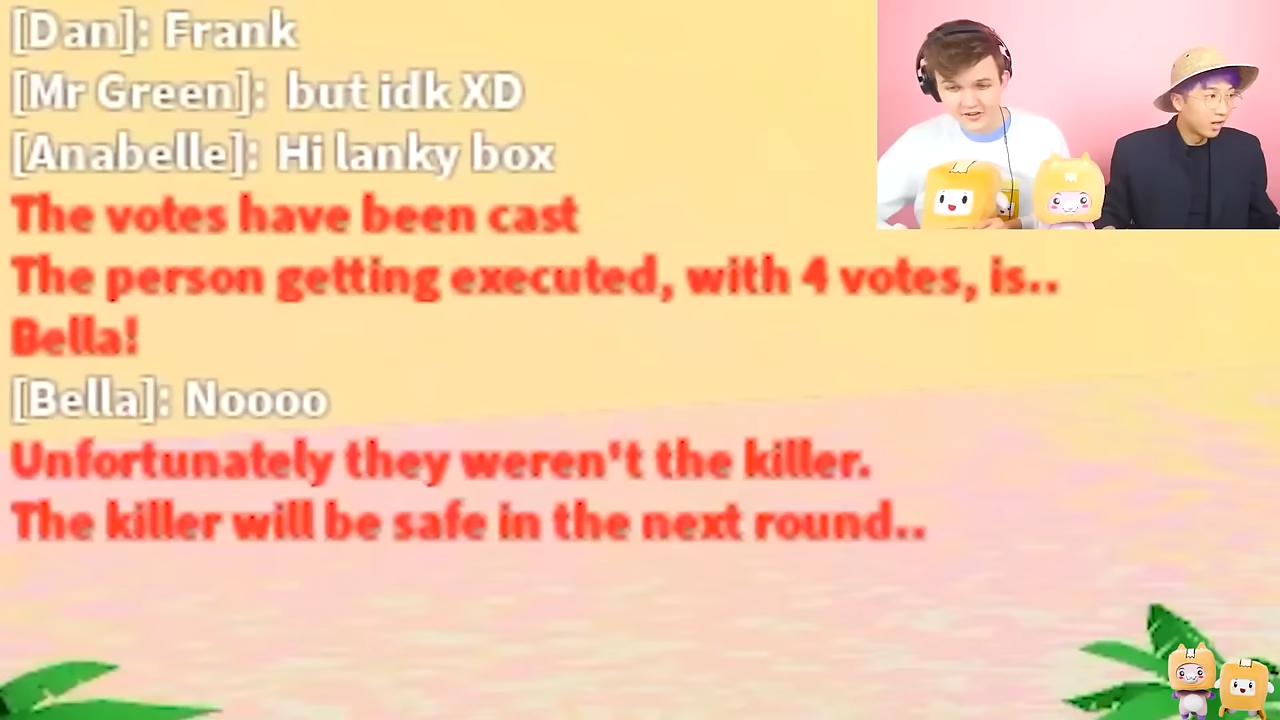 [Dan]: Frank
[Mr Green]: but idk XD
[Anabelle]: Hi lanky box
The votes have been cast
The person getting executed, with 4 votes, is..
Bella!
[Bella]: Noooo
Unfortunately they weren't the killer.
The killer will be safe in the next round..